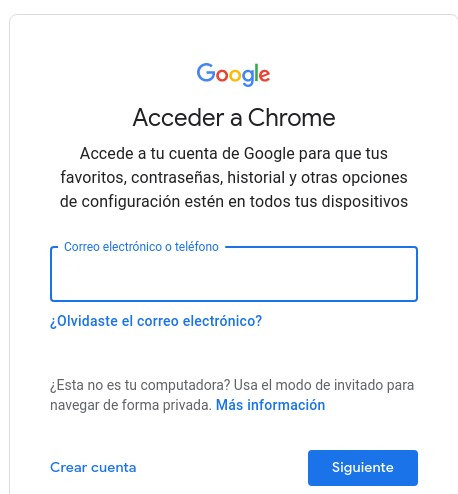 Google
Acceder a Chrome
Accede a tu cuenta de Google para que tus
favoritos, contraseñas, historial y otras opciones
de configuración estén en todos tus dispositivos
Correo electrónico o teléfono
¿Olvidaste el correo electrónico?
¿Esta no es tu computadora? Usa el modo de invitado para
navegar de forma privada. Más información
Crear cuenta
Siguiente